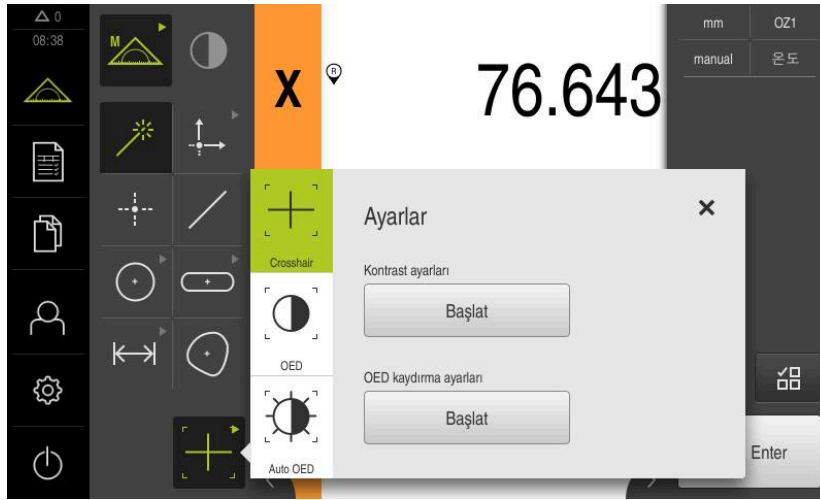 0
08:38
M
X
R
76.643
mm
OZ1
manual
온도
Crosshair
OED
Auto OED
Ayarlar
Kontrast ayarları
Başlat
OED kaydırma ayarları
Başlat
Enter